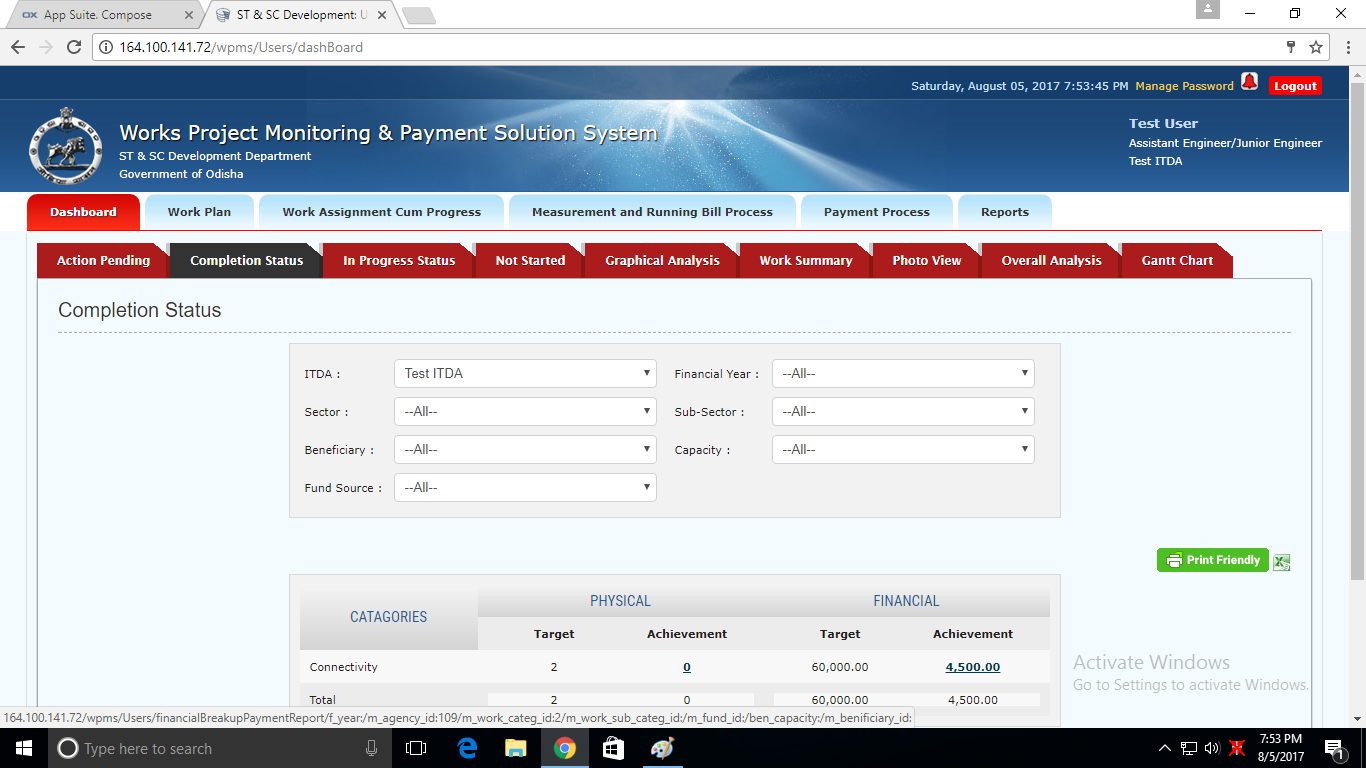 App Suite. Compose
ST & SC Development: U
164.100.141.72/wpms/Users/dashBoard
Saturday, August 05, 2017 7:53:45 PM Manage Password Logout
Works Project Monitoring & Payment Solution System
ST & SC Development Department
Government of Odisha
Test User
Assistant Engineer/Junior Engineer
Test ITDA
Dashboard Work Plan Work Assignment Cum Progress Measurement and Running Bill Process Payment Process Reports
Action Pending Completion Status In Progress Status Not Started Graphical Analysis Work Summary Photo View Overall Analysis Gantt Chart
Completion Status
ITDA : Test ITDA Financial Year : --All--
Sector : --All-- Sub-Sector : --All--
Beneficiary : --All-- Capacity : --All--
Fund Source : --All--
Print Friendly
CATAGORIES PHYSICAL FINANCIAL
Target Achievement Target Achievement
Connectivity 2 0 60,000.00 4,500.00
Total 2 0 60,000.00 4,500.00
Activate Windows
Go to Settings to activate Windows.
164.100.141.72/wpms/Users/financialBreakupPaymentReport/f_year:/m_agency_id:109/m_work_categ_id:2/m_work_sub_categ_id:/m_fund_id:/ben_capacity:/m_benificiary_id:
Type here to search
7:53 PM
8/5/2017
1